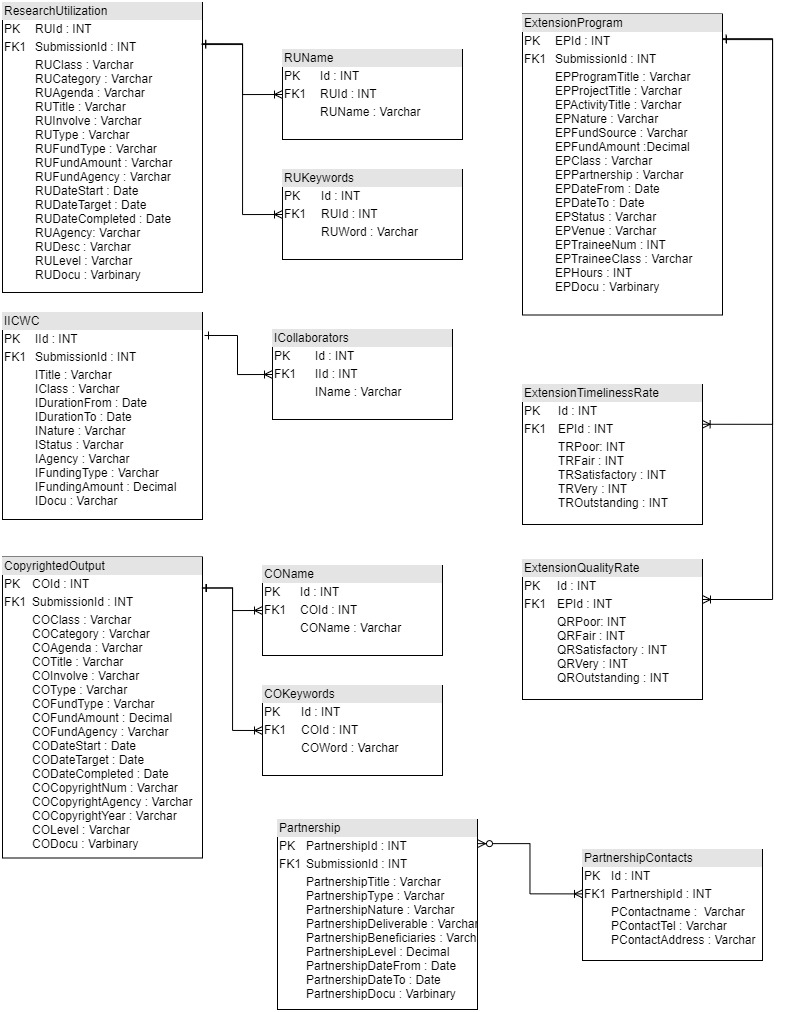 ResearchUtilization
PK RUId : INT
FK1 SubmissionId : INT
RUClass : Varchar
RUCategory : Varchar
RUAgenda : Varchar
RUTitle : Varchar
RUInvolve : Varchar
RUType : Varchar
RUFundType : Varchar
RUFundAmount : Varchar
RUFundAgency : Varchar
RUDateStart : Date
RUDateTarget : Date
RUDateCompleted : Date
RUAgency: Varchar
RUDesc : Varchar
RULevel : Varchar
RUDocu : Varbinary
RUName
PK Id : INT
FK1 RUId : INT
RUName : Varchar
RUKeywords
PK Id : INT
FK1 RUId : INT
RUWord : Varchar
ExtensionProgram
PK EPId : INT
FK1 SubmissionId : INT
EPProgramTitle : Varchar
EPProjectTitle : Varchar
EPActivityTitle : Varchar
EPNature : Varchar
EPFundSource : Varchar
EPFundAmount :Decimal
EPClass : Varchar
EPPartnership : Varchar
EPDateFrom : Date
EPDateTo : Date
EPStatus : Varchar
EPVenue : Varchar
EPTraineeNum : INT
EPTraineeClass : Varchar
EPHours : INT
EPDocu : Varbinary
IICWC
PK IId : INT
FK1 SubmissionId : INT
ITitle : Varchar
IClass : Varchar
IDurationFrom : Date
IDurationTo : Date
INature : Varchar
IStatus : Varchar
IAgency : Varchar
IFundingType : Varchar
IFundingAmount : Decimal
IDocu : Varchar
ICollaborators
PK Id : INT
FK1 IId : INT
IName : Varchar
ExtensionTimelinessRate
PK Id : INT
FK1 EPId : INT
TRPoor: INT
TRFair : INT
TRSatisfactory : INT
TRVery : INT
TROutstanding : INT
CopyrightedOutput
PK COId : INT
FK1 SubmissionId : INT
COClass : Varchar
COCategory : Varchar
COAgenda : Varchar
COTitle : Varchar
COInvolve : Varchar
COType : Varchar
COFundType : Varchar
COFundAmount : Decimal
COFundAgency : Varchar
CODateStart : Date
CODateTarget : Date
CODateCompleted : Date
COCopyrightNum : Varchar
COCopyrightAgency : Varchar
COCopyrightYear : Varchar
COLevel : Varchar
CODocu : Varbinary
COName
PK Id : INT
FK1 COId : INT
COName : Varchar
COKeywords
PK Id : INT
FK1 COId : INT
COWord : Varchar
ExtensionQualityRate
PK Id : INT
FK1 EPId : INT
QRPoor: INT
QRFair : INT
QRSatisfactory : INT
QRVery : INT
QROutstanding : INT
Partnership
PK PartnershipId : INT
FK1 SubmissionId : INT
PartnershipTitle : Varchar
PartnershipType : Varchar
PartnershipNature : Varchar
PartnershipDeliverable : Varchar
PartnershipBeneficiaries : Varch
PartnershipLevel : Decimal
PartnershipDateFrom : Date
PartnershipDateTo : Date
PartnershipDocu : Varbinary
PartnershipContacts
PK Id : INT
FK1 PartnershipId : INT
PContactname : Varchar
PContactTel : Varchar
PContactAddress : Varchar